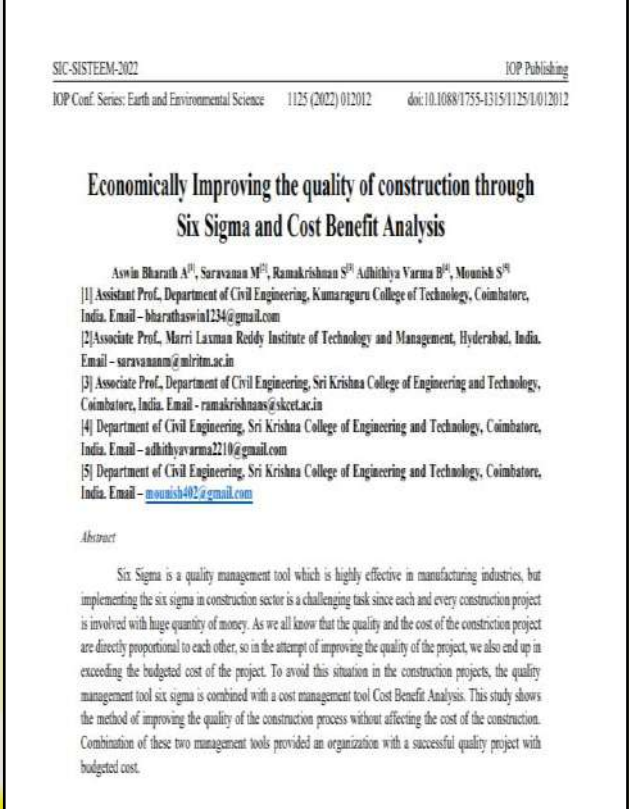 SIC-SISTEEM-2022 IOP Publishing
IOP Conf. Series: Earth and Environmental Science 1125 (2022) 012012 doi:10.1088/1755-1315/1125/1/012012
Economically Improving the quality of construction through
Six Sigma and Cost Benefit Analysis
Aswin Bharath A[1], Saravanan M[2], Ramakrishnan S[3] Adhithiya Varma B[4], Mounish S[5]
[1] Assistant Prof., Department of Civil Engineering, Kumaraguru College of Technology, Coimbatore,
India. Email – bharathaswin1234@gmail.com
[2]Associate Prof., Marri Laxman Reddy Institute of Technology and Management, Hyderabad, India.
Email – saravananm@mlritm.ac.in
[3] Associate Prof., Department of Civil Engineering, Sri Krishna College of Engineering and Technology,
Coimbatore, India. Email - ramakrishnans@skcet.ac.in
[4] Department of Civil Engineering, Sri Krishna College of Engineering and Technology, Coimbatore,
India. Email – adhithyavarma2210@gmail.com
[5] Department of Civil Engineering, Sri Krishna College of Engineering and Technology, Coimbatore,
India. Email – mounish402@gmail.com
Abstract
Six Sigma is a quality management tool which is highly effective in manufacturing industries, but
implementing the six sigma in construction sector is a challenging task since each and every construction project
is involved with huge quantity of money. As we all know that the quality and the cost of the constriction project
are directly proportional to each other, so in the attempt of improving the quality of the project, we also end up in
exceeding the budgeted cost of the project. To avoid this situation in the construction projects, the quality
management tool six sigma is combined with a cost management tool Cost Benefit Analysis. This study shows
the method of improving the quality of the construction process without affecting the cost of the construction.
Combination of these two management tools provided an organization with a successful quality project with
budgeted cost.